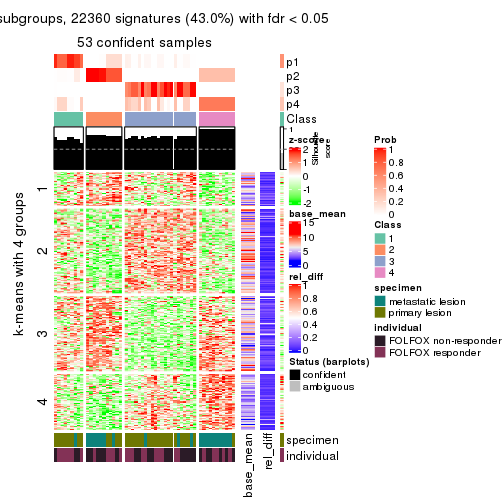 subgroups, 22360 signatures (43.0%) with fdr < 0.05
53 confident samples
p1
p2
p3
p4
Class
1
Silhouette
score
k-means with 4 groups
1
2
3
4
specimen
individual
base_mean
rel_diff
z-score
2
1
0
-1
-2
base_mean
15
10
5
0
rel_diff
1
0.8
0.6
0.4
0.2
0
Status (barplots)
confident
ambiguous
Prob
1
0.8
0.6
0.4
0.2
0
Class
1
2
3
4
specimen
metastatic lesion
primary lesion
individual
FOLFOX non-responder
FOLFOX responder